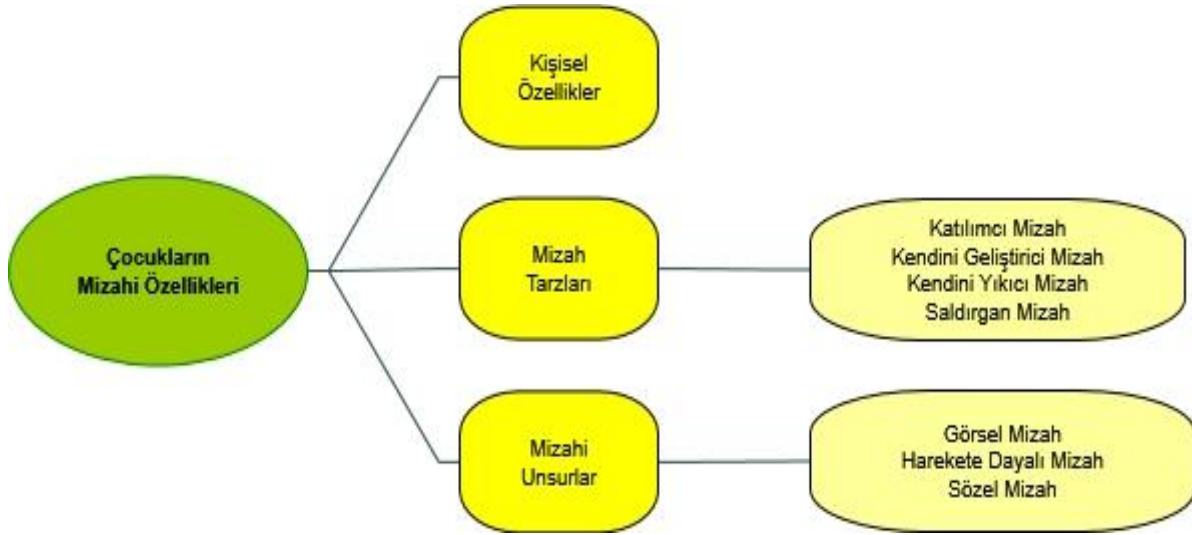 Kişisel
Özellikler
Çocukların
Mizahi Özellikleri
Mizah
Tarzları
Katılımcı Mizah
Kendini Geliştirici Mizah
Kendini Yıkıcı Mizah
Saldırgan Mizah
Mizahi
Unsurlar
Görsel Mizah
Harekete Dayalı Mizah
Sözel Mizah